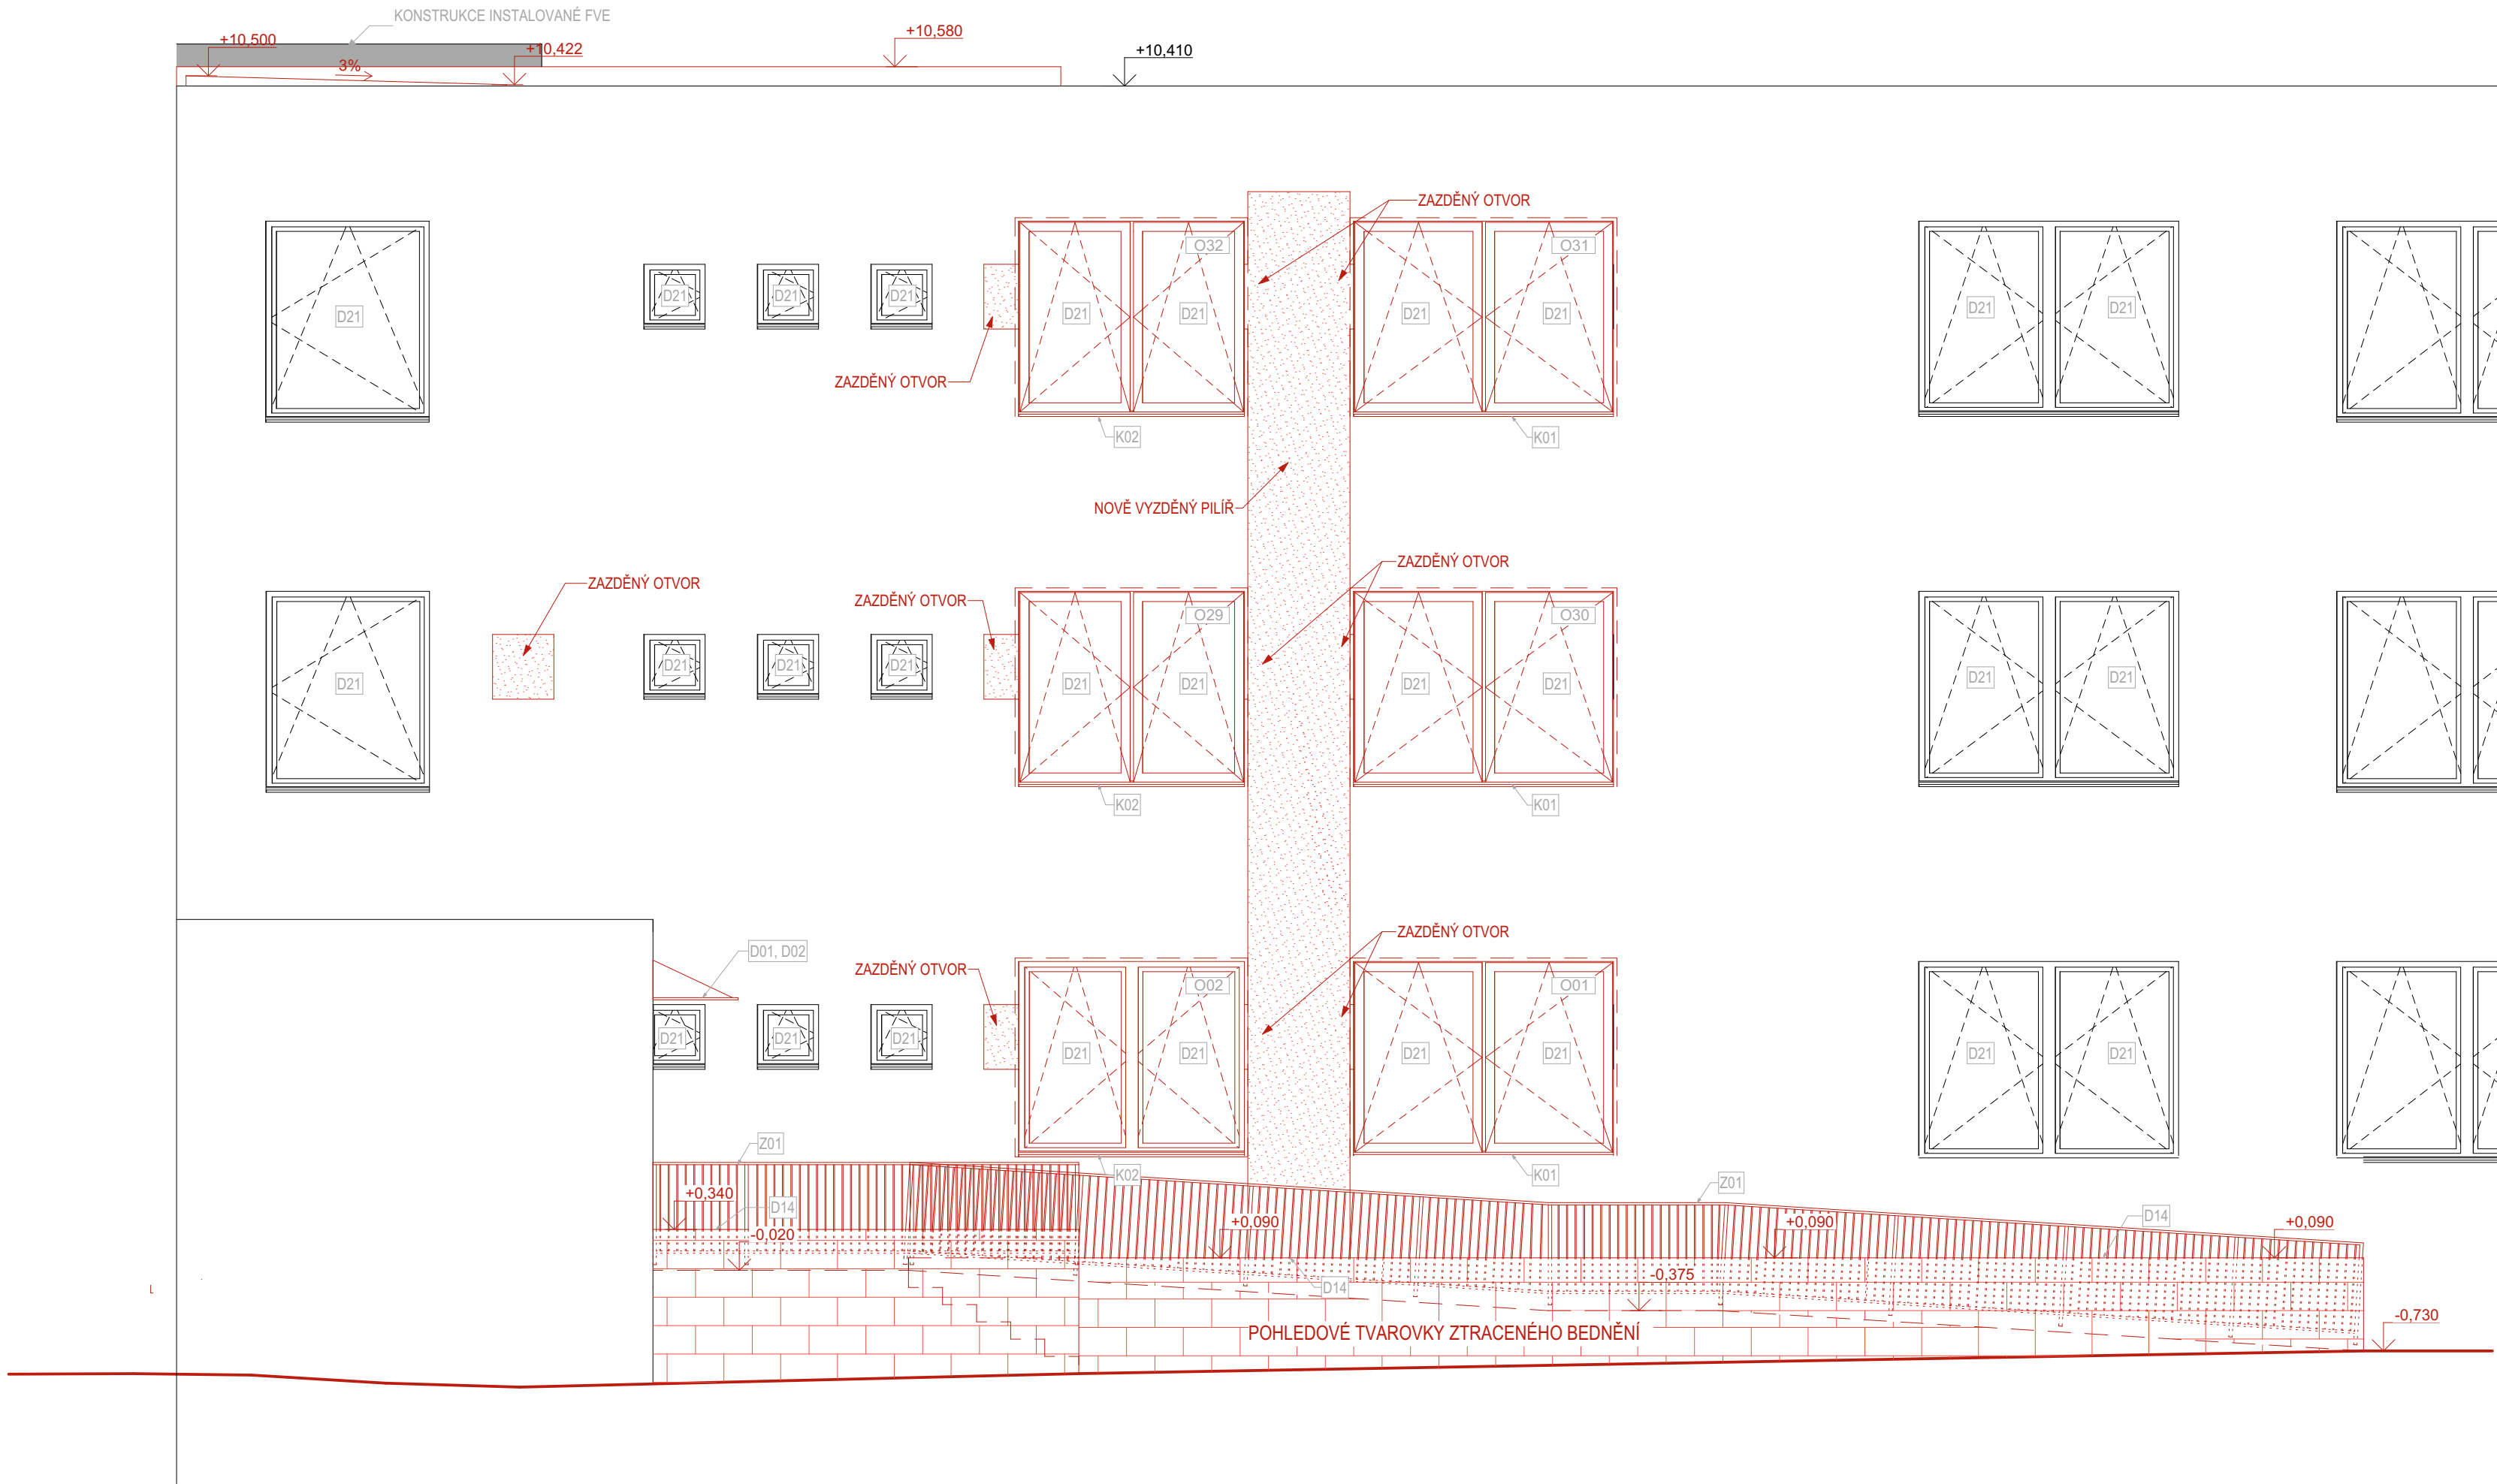 KONSTRUKCE INSTALOVANÉ FVE
+10,500
+10,422
+10,580
+10,410
3%
ZAZDĚNÝ OTVOR
O32
O31
D21
D21
D21
D21
D21
D21
D21
D21
D21
D21
ZAZDĚNÝ OTVOR
K02
K01
NOVĚ VYZDĚNÝ PILÍŘ
ZAZDĚNÝ OTVOR
ZAZDĚNÝ OTVOR
ZAZDĚNÝ OTVOR
O29
O30
D21
D21
D21
D21
D21
D21
D21
D21
D21
D21
K02
K01
ZAZDĚNÝ OTVOR
D01, D02
ZAZDĚNÝ OTVOR
O02
O01
D21
D21
D21
D21
D21
D21
D21
D21
D21
Z01
K02
K01
Z01
+0,340
D14
-0,020
+0,090
+0,090
D14
+0,090
-0,375
D14
-0,730
POHLEDOVÉ TVAROVKY ZTRACENÉHO BEDNĚNÍ